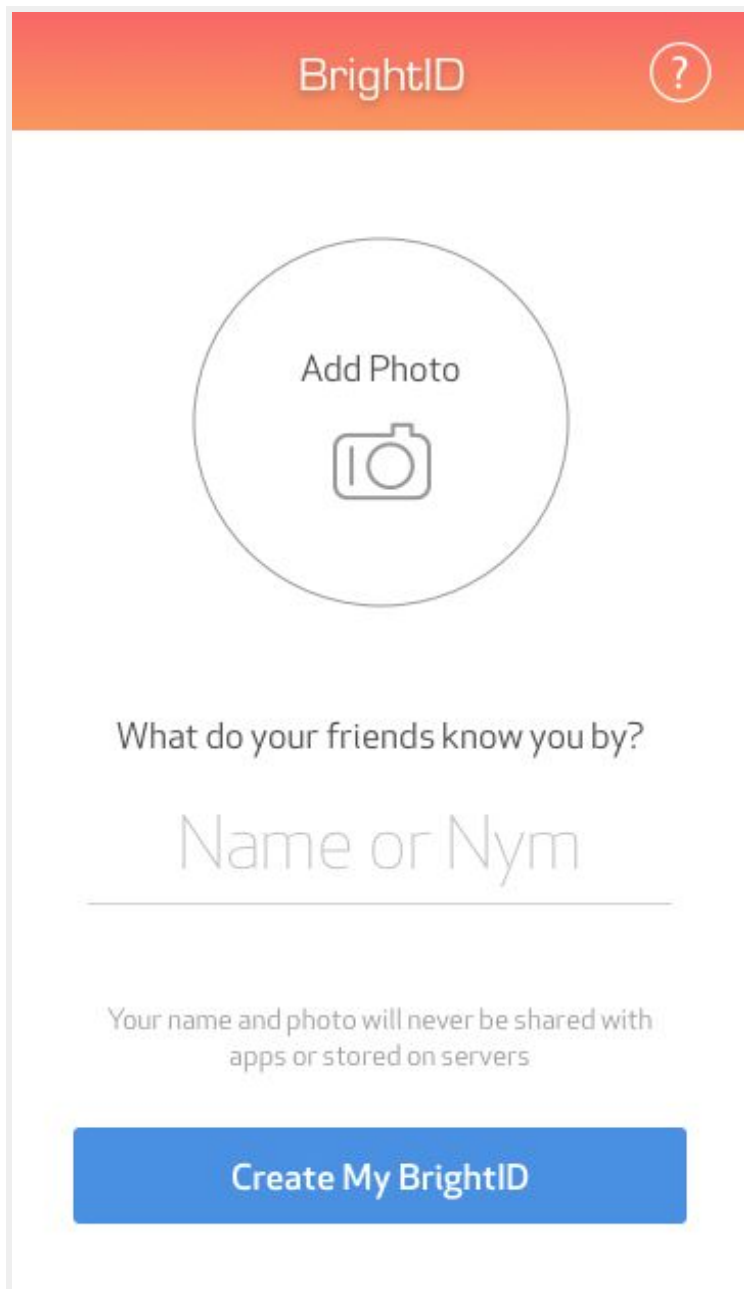 BrightID
?
Add Photo
What do your friends know you by?
Name or Nym
Your name and photo will never be shared with
apps or stored on servers
Create My BrightID